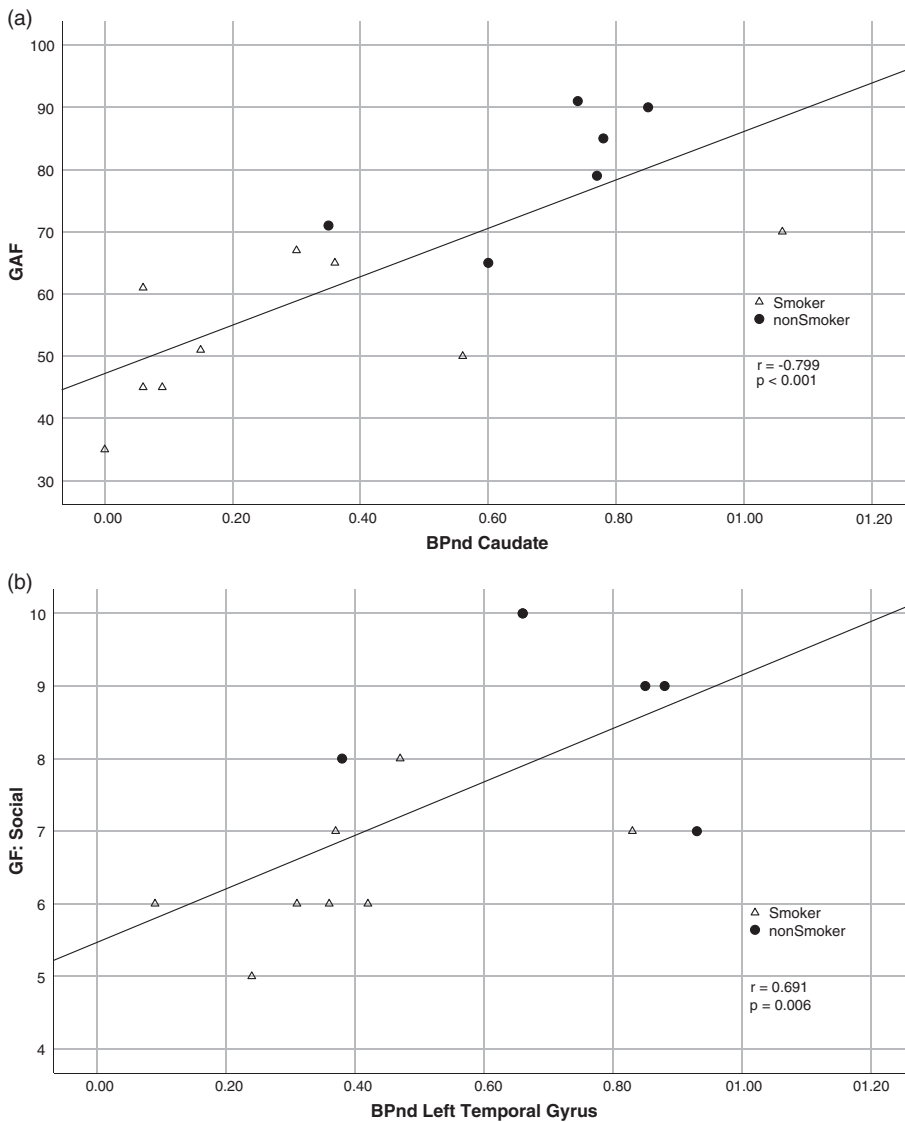 (a)
100
90
80
70
60
50
40
30
GAF
Smoker
nonSmoker
r = -0.799
p < 0.001
0.00 0.20 0.40 0.60 0.80 01.00 01.20
BPnd Caudate
(b)
10
9
8
7
6
5
4
GF: Social
Smoker
nonSmoker
r = 0.691
p = 0.006
0.00 0.20 0.40 0.60 0.80 01.00 01.20
BPnd Left Temporal Gyrus